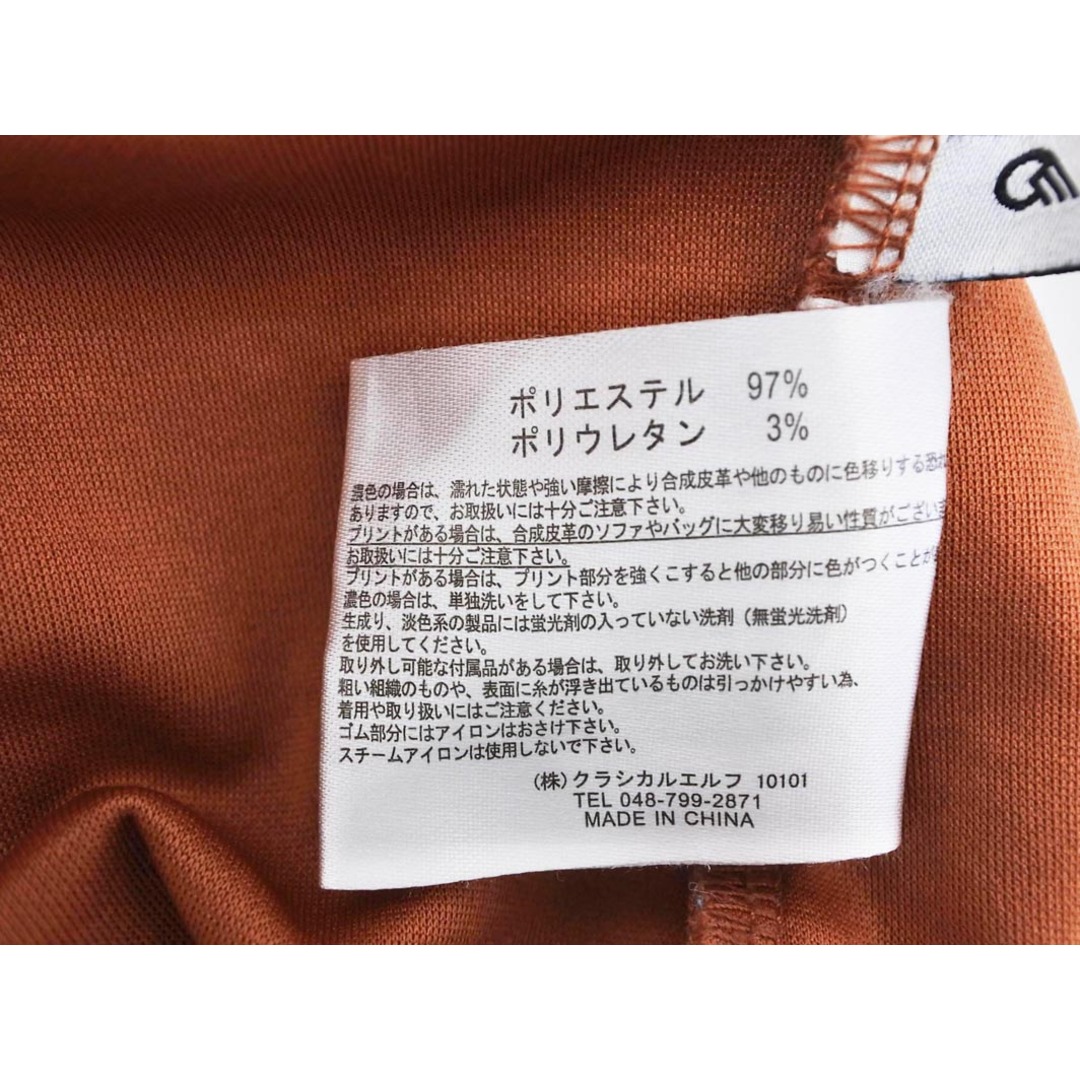 ポリエステル 97%
ポリウレタン 3%
濃色の場合は、濡れた状態や強い摩擦により合成皮革や他のものに色移りする恐れ
ありますので、お取扱いには十分ご注意下さい。
プリントがある場合は、合成皮革のソファやバッグに大変移り易い性質がござい
お取扱いには十分ご注意下さい。
プリントがある場合は、プリント部分を強くこすると他の部分に色がつくことが
濃色の場合は、単独洗いをして下さい。
生成り、淡色系の製品には蛍光剤の入っていない洗剤（無蛍光洗剤）
を使用してください。
取り外し可能な付属品がある場合は、取り外してお洗い下さい。
粗い組織のものや、表面に糸が浮き出ているものは引っかけやすい為、
着用や取り扱いにはご注意ください。
ゴム部分にはアイロンはおさけ下さい。
スチームアイロンは使用しないで下さい。
(株)クラシカルエルフ 10101
TEL 048-799-2871
MADE IN CHINA